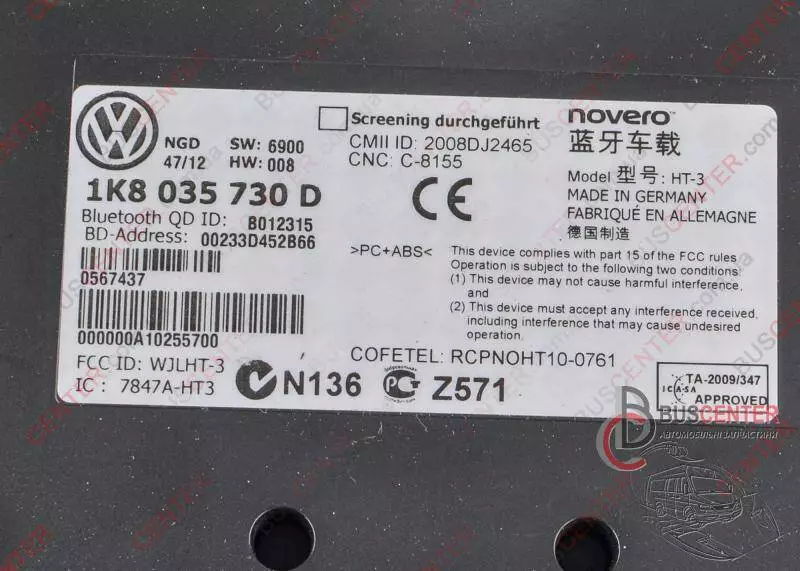 NGD SW: 6900
47/12 HW: 008
1K8 035 730 D
Bluetooth QD ID: B012315
BD-Address: 00233D452B66
0567437
000000A10255700
FCC ID: WJLHT-3
IC : 7847A-HT3
N136
Z571
Screening durchgeführt
CMII ID: 2008DJ2465
CNC: C-8155
CE
>PC+ABS<
novero®
蓝牙车载
Model 型号: HT-3
MADE IN GERMANY
FABRIQUÉ EN ALLEMAGNE
德国制造
This device complies with part 15 of the FCC rules
Operation is subject to the following two conditions:
(1) This device may not cause harmful interference,
and
(2) This device must accept any interference received,
including interference that may cause undesired
operation.
COFETEL: RCPNOHT10-0761
ICASA
TA-2009/347
APPROVED
BUSCENTER
АВТОМОБІЛЬНІ ЗАПЧАСТИНИ